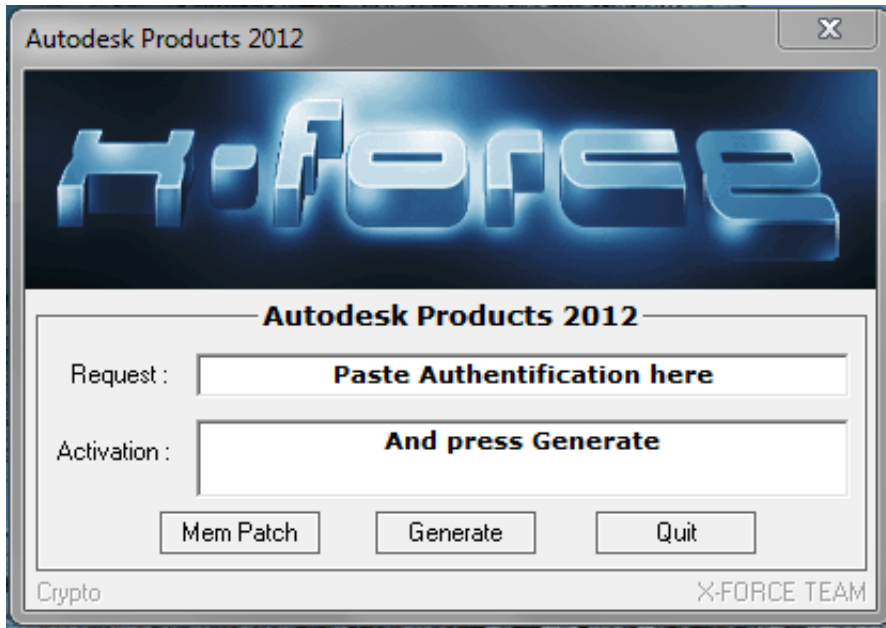 Autodesk Products 2012
x-force
Autodesk Products 2012
Request :
Paste Authentification here
Activation :
And press Generate
Mem Patch
Generate
Quit
Crypto
X-FORCE TEAM